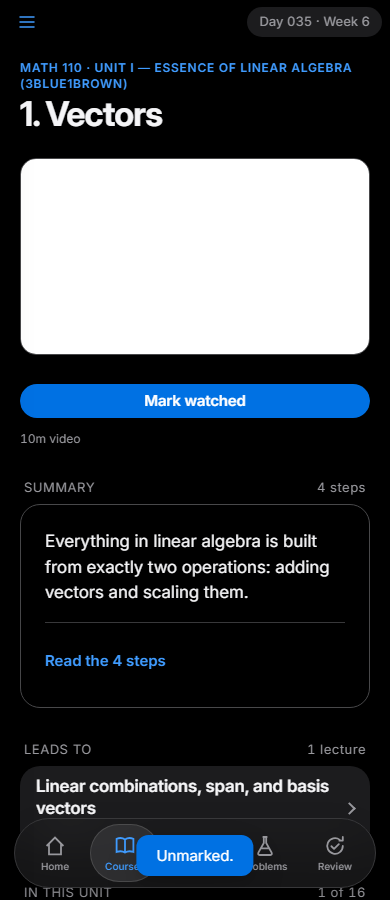 Day 035 · Week 6
MATH 110 · UNIT I — ESSENCE OF LINEAR ALGEBRA
(3BLUE1BROWN)
1. Vectors
Mark watched
10m video
SUMMARY 4 steps
Everything in linear algebra is built
from exactly two operations: adding
vectors and scaling them.
Read the 4 steps
LEADS TO 1 lecture
Linear combinations, span, and basis
vectors
Unmarked.
Home Course oblems Review
IN THIS UNIT 1 of 16